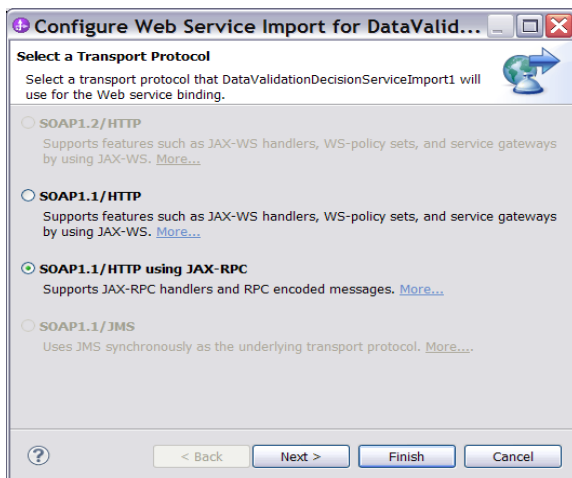 Configure Web Service Import for DataValid...
Select a Transport Protocol
Select a transport protocol that DataValidationDecisionServiceImport1 will
use for the Web service binding.
SOAP1.2/HTTP
Supports features such as JAX-WS handlers, WS-policy sets, and service gateways
by using JAX-WS. More...
SOAP1.1/HTTP
Supports features such as JAX-WS handlers, WS-policy sets, and service gateways
by using JAX-WS. More...
SOAP1.1/HTTP using JAX-RPC
Supports JAX-RPC handlers and RPC encoded messages. More...
SOAP1.1/JMS
Uses JMS synchronously as the underlying transport protocol. More....
? < Back Next > Finish Cancel